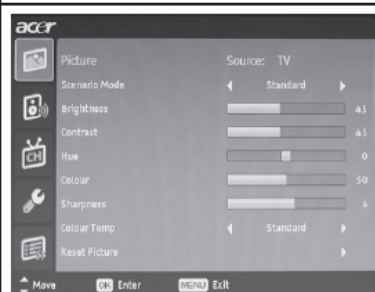 acer
Picture Source: TV
Scenario Mode Standard
Brightness 45
Contrast 45
Hue 0
CH
Colour 50
Sharpness 4
Colour Temp Standard
Reset Picture
Move OK Enter MENU Exit